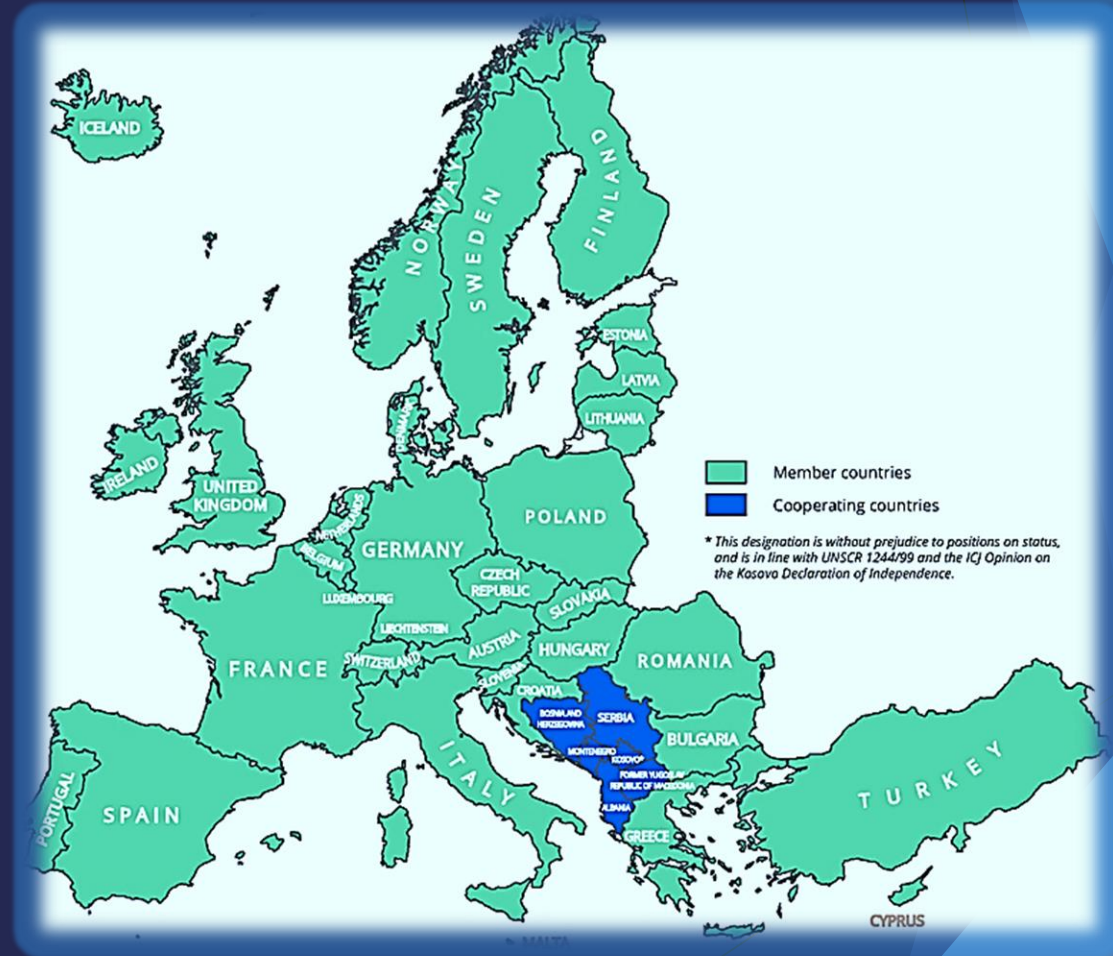 ICELAND
NORWAY
SWEDEN
FINLAND
ESTONIA
LATVIA
LITHUANIA
DENMARK
IRELAND
UNITED
KINGDOM
NETHERLANDS
BELGIUM
GERMANY
POLAND
Member countries
Cooperating countries
* This designation is without prejudice to positions on status,
and is in line with UNSCR 1244/99 and the ICJ Opinion on
the Kosovo Declaration of Independence.
CZECH
REPUBLIC
LUXEMBOURG
SLOVAKIA
LIECHTENSTEIN
AUSTRIA
HUNGARY
SWITZERLAND
FRANCE
ROMANIA
SLOVENIA
CROATIA
BOSNIA AND
HERZEGOVINA
SERBIA
BULGARIA
MONTENEGRO
KOSOVO*
ITALY
FORMER YUGOSLAV
REPUBLIC OF MACEDONIA
TURKEY
PORTUGAL
SPAIN
ALBANIA
GREECE
CYPRUS
MALTA